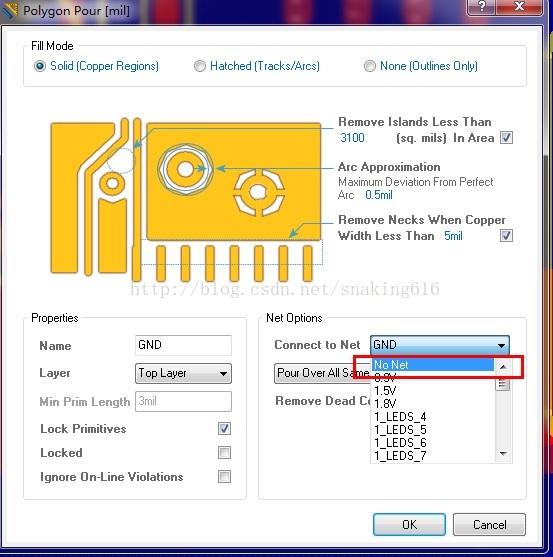 Polygon Pour [mil]
Fill Mode
Solid (Copper Regions)
Hatched (Tracks/Arcs)
None (Outlines Only)
Remove Islands Less Than
3100 (sq. mils) In Area
Arc Approximation
Maximum Deviation From Perfect
Arc 0.5mil
Remove Necks When Copper
Width Less Than 5mil
http://blog.csdn.net/snaking616
Properties
Name GND
Layer Top Layer
Min Prim Length 3mil
Lock Primitives
Locked
Ignore On-Line Violations
Net Options
Connect to Net GND
No Net
0.9V
1.5V
1.8V
1_LEDS_4
1_LEDS_5
1_LEDS_6
1_LEDS_7
Pour Over All Same
Remove Dead Co
OK
Cancel